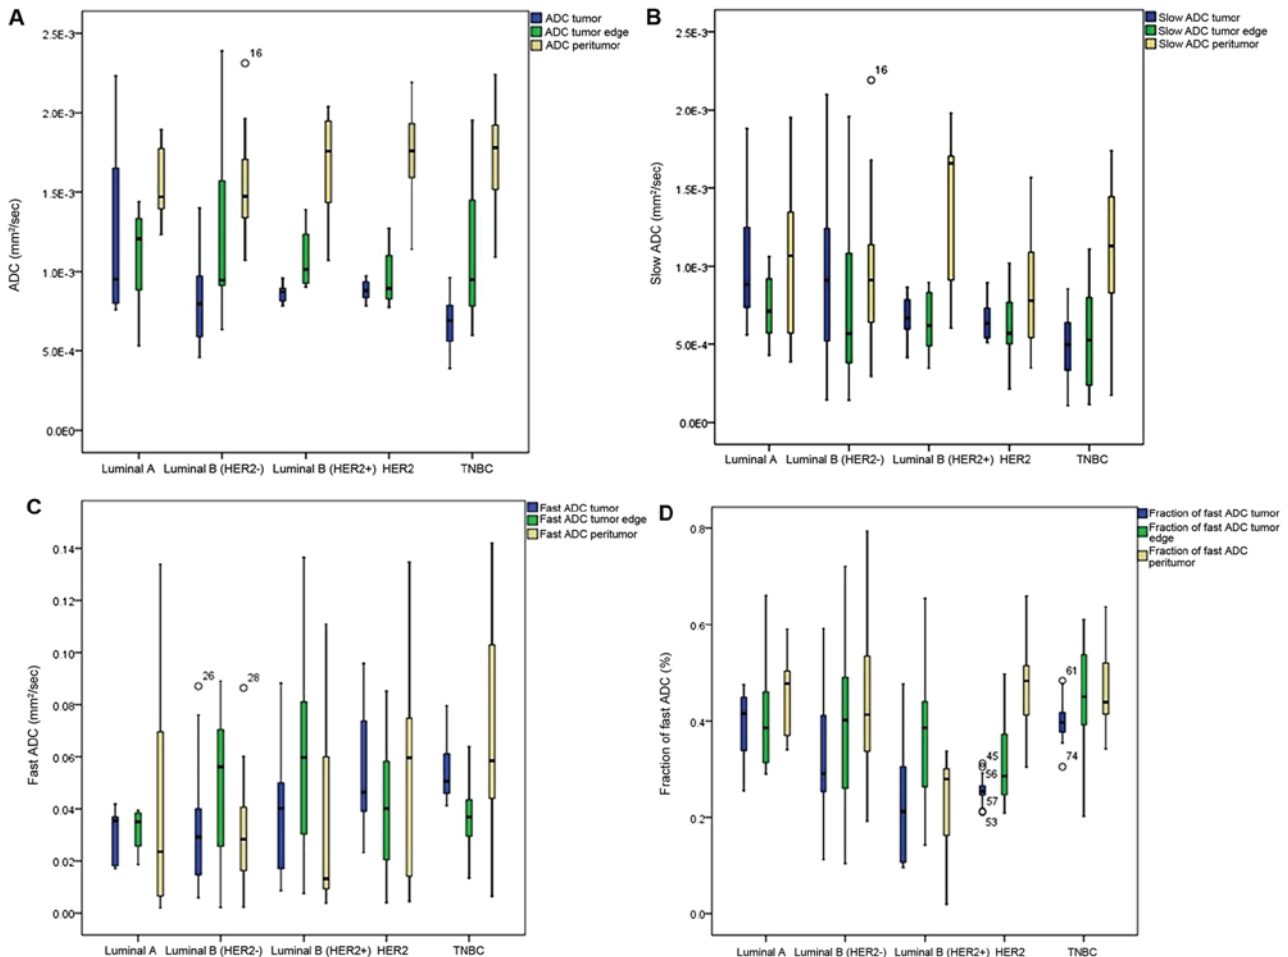 A
ADC tumor
ADC tumor edge
ADC peritumor
2.5E-3
2.0E-3
1.5E-3
1.0E-3
5.0E-4
0.0E0
ADC (mm²/sec)
16
Luminal A Luminal B (HER2-) Luminal B (HER2+) HER2 TNBC
B
Slow ADC tumor
Slow ADC tumor edge
Slow ADC peritumor
2.5E-3
2.0E-3
1.5E-3
1.0E-3
5.0E-4
0.0E0
Slow ADC (mm²/sec)
16
Luminal A Luminal B (HER2-) Luminal B (HER2+) HER2 TNBC
C
Fast ADC tumor
Fast ADC tumor edge
Fast ADC peritumor
0.14
0.12
0.10
0.08
0.06
0.04
0.02
0.00
Fast ADC (mm²/sec)
26
28
Luminal A Luminal B (HER2-) Luminal B (HER2+) HER2 TNBC
D
Fraction of fast ADC tumor
Fraction of fast ADC tumor
edge
Fraction of fast ADC
peritumor
0.8
0.6
0.4
0.2
0.0
Fraction of fast ADC (%)
45
56
57
53
61
74
Luminal A Luminal B (HER2-) Luminal B (HER2+) HER2 TNBC